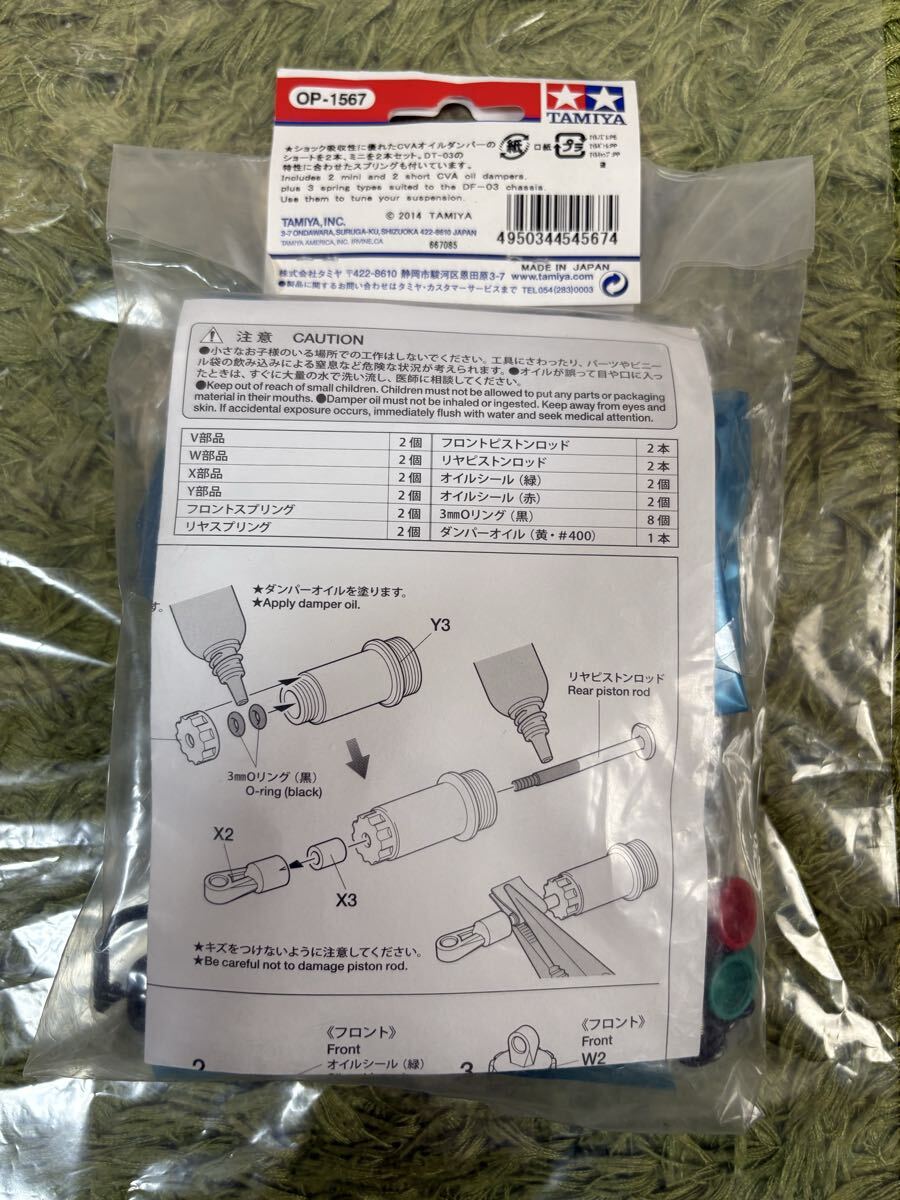 OP-1567
TAMIYA
★ショック吸収性に優れたCVAオイルダンパーの
ショートを2本、ミニを2本セット。DT-03の
特性に合わせたスプリングも付いています。
Includes 2 mini and 2 short CVA oil dampers,
plus 3 spring types suited to the DF-03 chassis.
Use them to tune your suspension.
紙
口紙
プラ
© 2014 TAMIYA
667085
TAMIYA, INC.
3-7 ONDAWARA, SURUGA-KU, SHIZUOKA 422-8610 JAPAN
TAMIYA AMERICA, INC. IRVINE, CA
4950344545674
MADE IN JAPAN
株式会社タミヤ 〒422-8610 静岡市駿河区恩田原3-7 www.tamiya.com
●製品に関するお問い合わせはタミヤ・カスタマーサービスまで TEL054(283)0003
注意 CAUTION
●小さなお子様のいる場所での工作はしないでください。工具にさわったり、パーツやビニー
ル袋の飲み込みによる窒息など危険な状況が考えられます。●オイルが誤って目や口に入っ
たときは、すぐに大量の水で洗い流し、医師に相談してください。
●Keep out of reach of small children. Children must not be allowed to put any parts or packaging
material in their mouths. ●Damper oil must not be inhaled or ingested. Keep away from eyes and
skin. If accidental exposure occurs, immediately flush with water and seek medical attention.
V部品 2個 フロントピストンロッド 2本
W部品 2個 リヤピストンロッド 2本
X部品 2個 オイルシール（緑） 2個
Y部品 2個 オイルシール（赤） 2個
フロントスプリング 2個 3mmOリング（黒） 8個
リヤスプリング 2個 ダンパーオイル（黄・#400） 1本
す。
★ダンパーオイルを塗ります。
★Apply damper oil.
Y3
リヤピストンロッド
Rear piston rod
3mmOリング（黒）
O-ring (black)
X2
X3
★キズをつけないように注意してください。
★Be careful not to damage piston rod.
2
《フロント》
Front
オイルシール（緑）
3
《フロント》
Front
W2